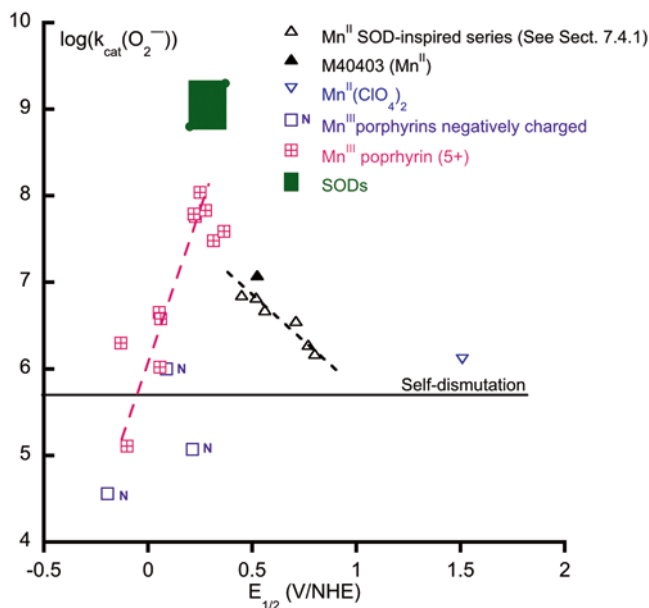 10
9
8
7
6
5
4
log(k_cat(O₂·⁻))
Mn^II SOD-inspired series (See Sect. 7.4.1)
M40403 (Mn^II)
Mn^II(ClO₄)₂
N Mn^III porphyrins negatively charged
Mn^III poprhyrin (5+)
SODs
Self-dismutation
N
N
N
-0.5 0 0.5 1 1.5 2
E_1/2 (V/NHE)